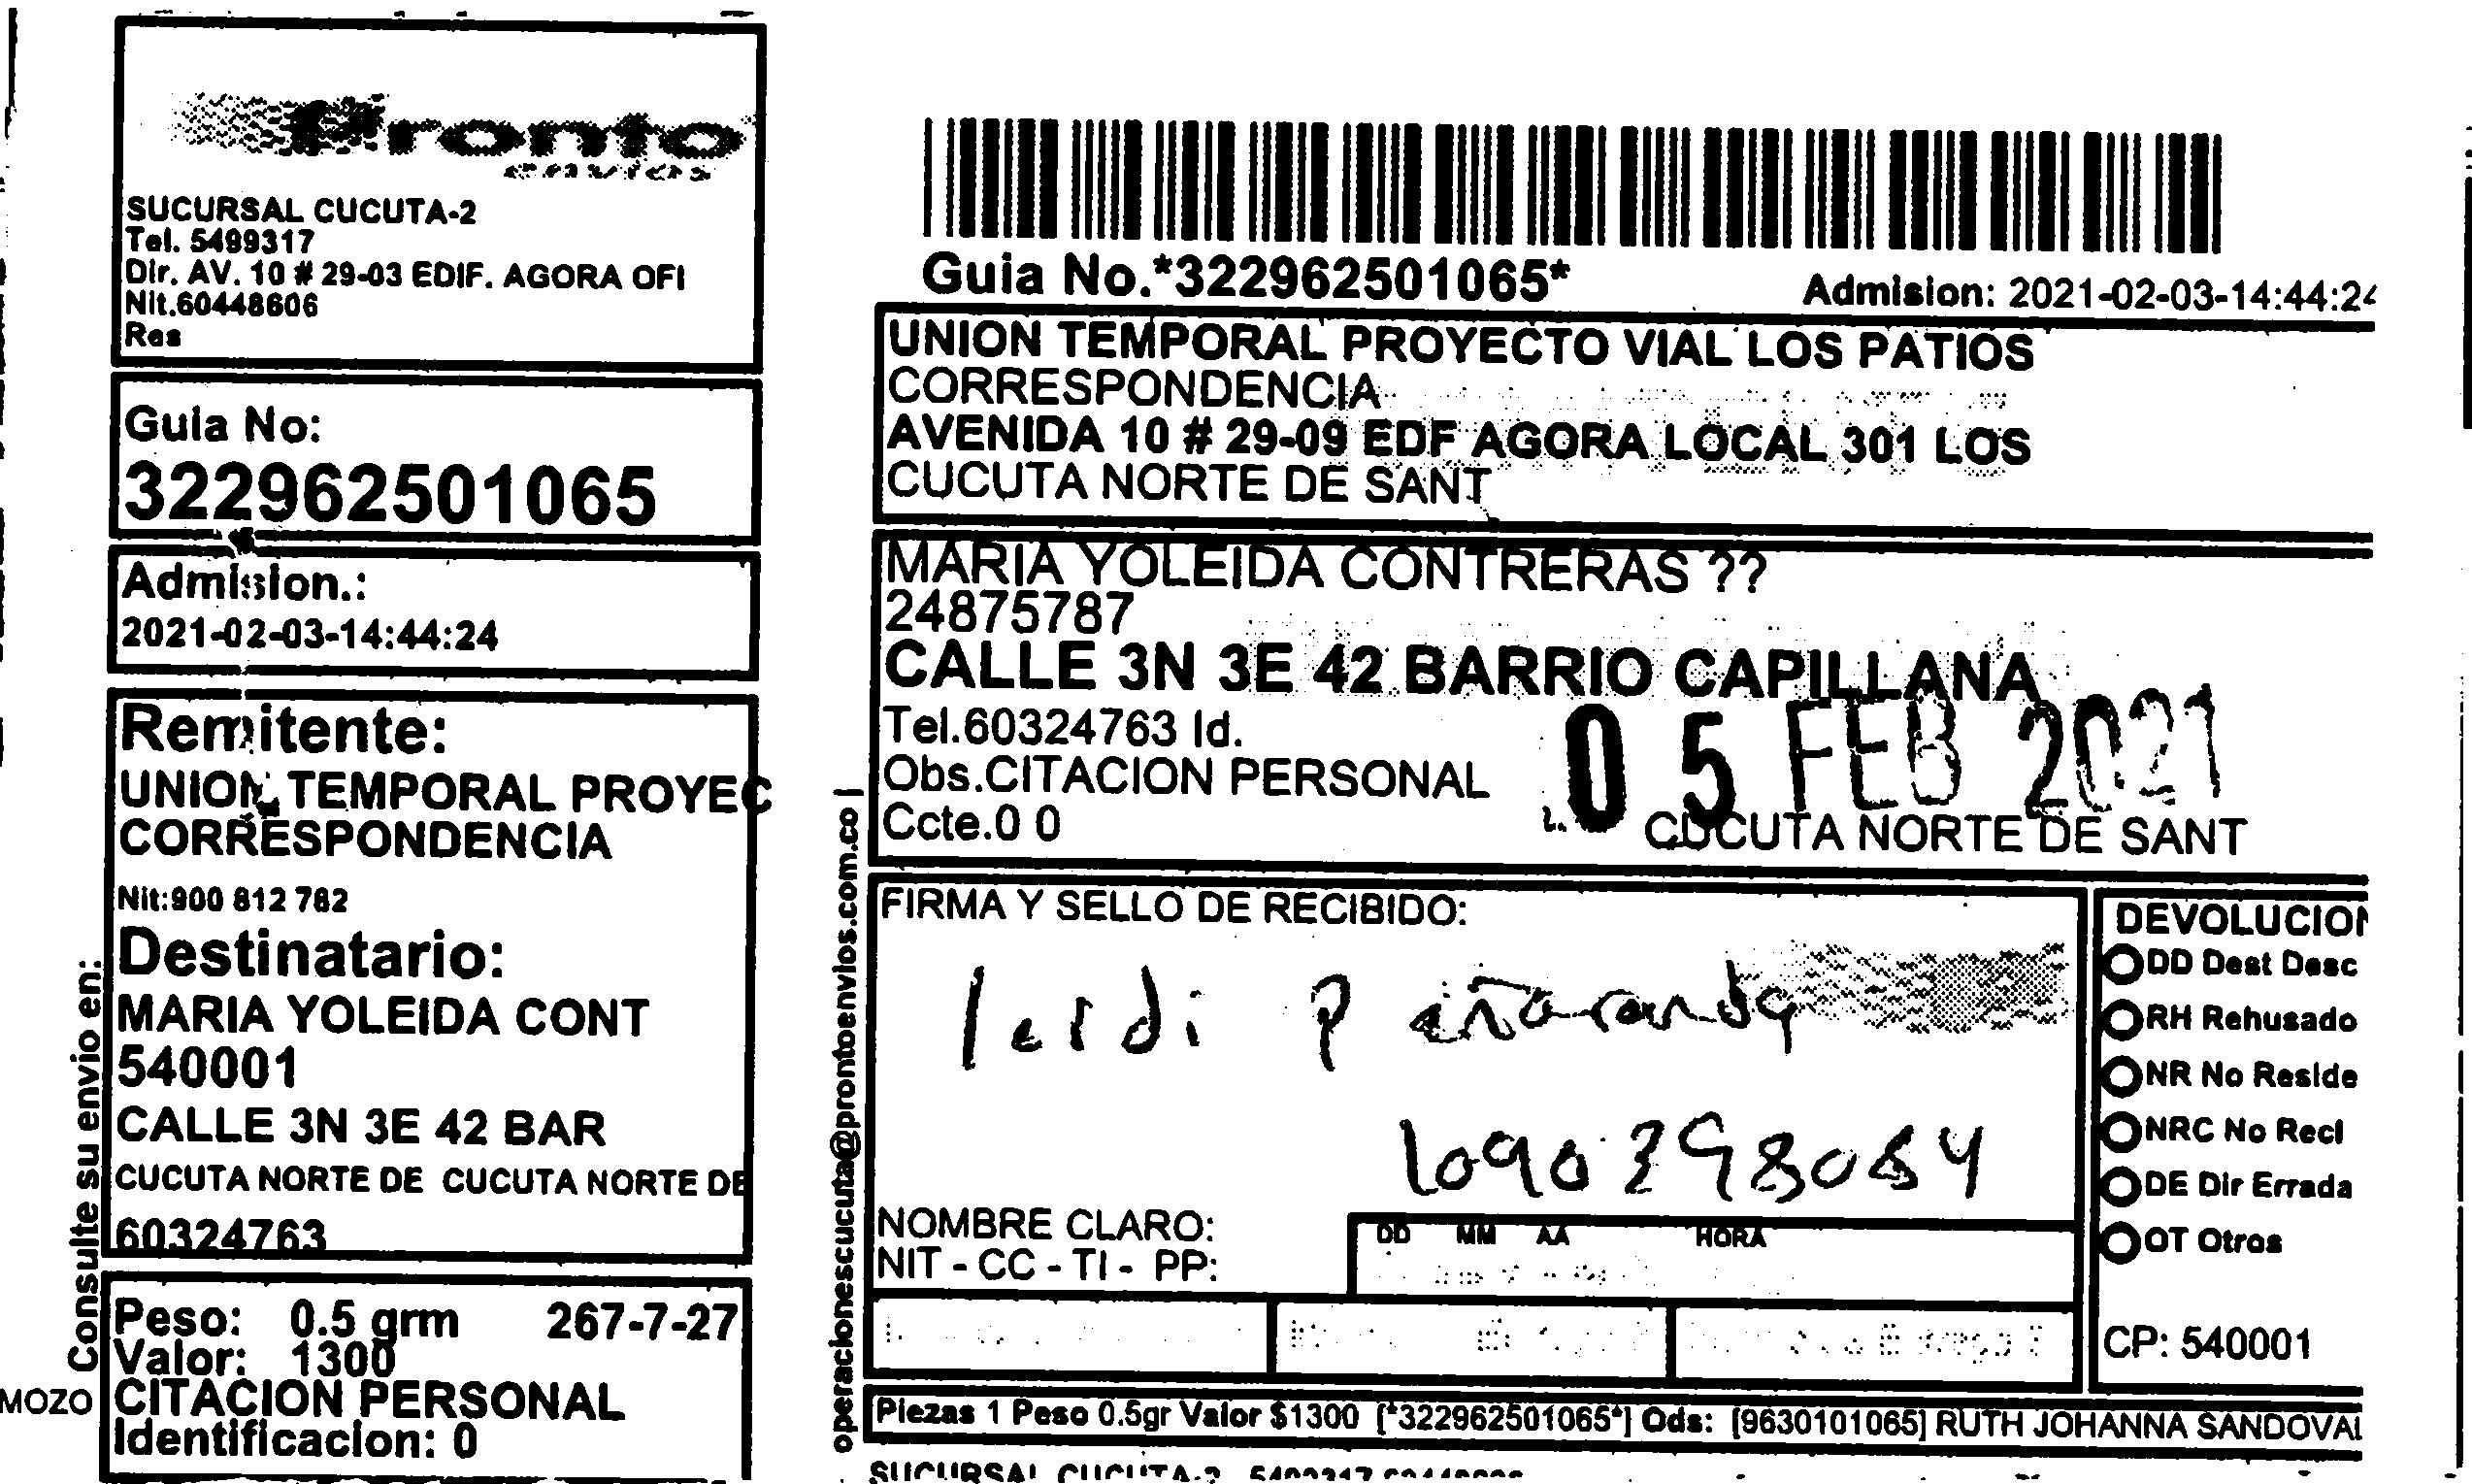 Pronto
envios
SUCURSAL CUCUTA-2
Tel. 5499317
Dir. AV. 10 # 29-03 EDIF. AGORA OFI
Nit.60448606
Res
Guia No:
322962501065
Admision.:
2021-02-03-14:44:24
Remitente:
UNION TEMPORAL PROYEC
CORRESPONDENCIA
Nit:900 812 782
Destinatario:
MARIA YOLEIDA CONT
540001
CALLE 3N 3E 42 BAR
CUCUTA NORTE DE CUCUTA NORTE DE
60324763
Peso: 0.5 grm 267-7-27
Valor: 1300
CITACION PERSONAL
Identificacion: 0
Consulte su envio en:
MOZO
operacionescucuta@prontoenvios.com.co |
Guia No.*322962501065*
Admision: 2021-02-03-14:44:24
UNION TEMPORAL PROYECTO VIAL LOS PATIOS
CORRESPONDENCIA
AVENIDA 10 # 29-09 EDF AGORA LOCAL 301 LOS
CUCUTA NORTE DE SANT
MARIA YOLEIDA CONTRERAS ??
24875787
CALLE 3N 3E 42 BARRIO CAPILLANA
Tel.60324763 Id.
Obs.CITACION PERSONAL
05 FEB 2021
Ccte.0 0
CUCUTA NORTE DE SANT
FIRMA Y SELLO DE RECIBIDO:
Peñaranda
NOMBRE CLARO:
NIT - CC - TI - PP:
DD MM AA HORA
DEVOLUCION
DD Dest Desc
RH Rehusado
NR No Reside
NRC No Recl
DE Dir Errada
OT Otros
CP: 540001
Piezas 1 Peso 0.5gr Valor $1300 [*322962501065*] Ods: [9630101065] RUTH JOHANNA SANDOVAL
SUCURSAL CUCUTA-2